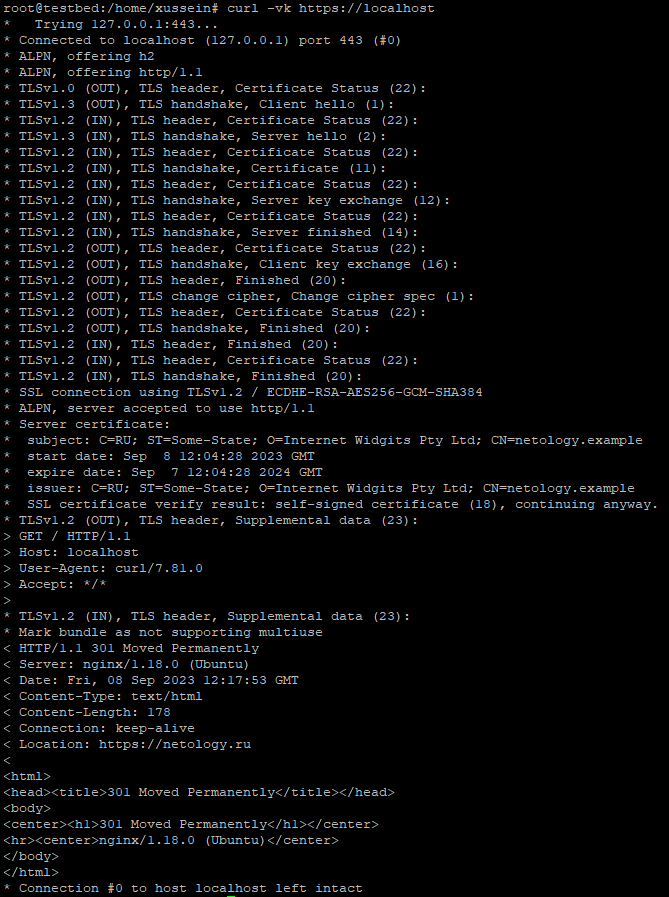 root@testbed:/home/xussein# curl -vk https://localhost
*   Trying 127.0.0.1:443...
* Connected to localhost (127.0.0.1) port 443 (#0)
* ALPN, offering h2
* ALPN, offering http/1.1
* TLSv1.0 (OUT), TLS header, Certificate Status (22):
* TLSv1.3 (OUT), TLS handshake, Client hello (1):
* TLSv1.2 (IN), TLS header, Certificate Status (22):
* TLSv1.3 (IN), TLS handshake, Server hello (2):
* TLSv1.2 (IN), TLS header, Certificate Status (22):
* TLSv1.2 (IN), TLS handshake, Certificate (11):
* TLSv1.2 (IN), TLS header, Certificate Status (22):
* TLSv1.2 (IN), TLS handshake, Server key exchange (12):
* TLSv1.2 (IN), TLS header, Certificate Status (22):
* TLSv1.2 (IN), TLS handshake, Server finished (14):
* TLSv1.2 (OUT), TLS header, Certificate Status (22):
* TLSv1.2 (OUT), TLS handshake, Client key exchange (16):
* TLSv1.2 (OUT), TLS header, Finished (20):
* TLSv1.2 (OUT), TLS change cipher, Change cipher spec (1):
* TLSv1.2 (OUT), TLS header, Certificate Status (22):
* TLSv1.2 (OUT), TLS handshake, Finished (20):
* TLSv1.2 (IN), TLS header, Finished (20):
* TLSv1.2 (IN), TLS header, Certificate Status (22):
* TLSv1.2 (IN), TLS handshake, Finished (20):
* SSL connection using TLSv1.2 / ECDHE-RSA-AES256-GCM-SHA384
* ALPN, server accepted to use http/1.1
* Server certificate:
*  subject: C=RU; ST=Some-State; O=Internet Widgits Pty Ltd; CN=netology.example
*  start date: Sep  8 12:04:28 2023 GMT
*  expire date: Sep  7 12:04:28 2024 GMT
*  issuer: C=RU; ST=Some-State; O=Internet Widgits Pty Ltd; CN=netology.example
*  SSL certificate verify result: self-signed certificate (18), continuing anyway.
* TLSv1.2 (OUT), TLS header, Supplemental data (23):
> GET / HTTP/1.1
> Host: localhost
> User-Agent: curl/7.81.0
> Accept: */*
>
* TLSv1.2 (IN), TLS header, Supplemental data (23):
* Mark bundle as not supporting multiuse
< HTTP/1.1 301 Moved Permanently
< Server: nginx/1.18.0 (Ubuntu)
< Date: Fri, 08 Sep 2023 12:17:53 GMT
< Content-Type: text/html
< Content-Length: 178
< Connection: keep-alive
< Location: https://netology.ru
<
<html>
<head><title>301 Moved Permanently</title></head>
<body>
<center><h1>301 Moved Permanently</h1></center>
<hr><center>nginx/1.18.0 (Ubuntu)</center>
</body>
</html>
* Connection #0 to host localhost left intact